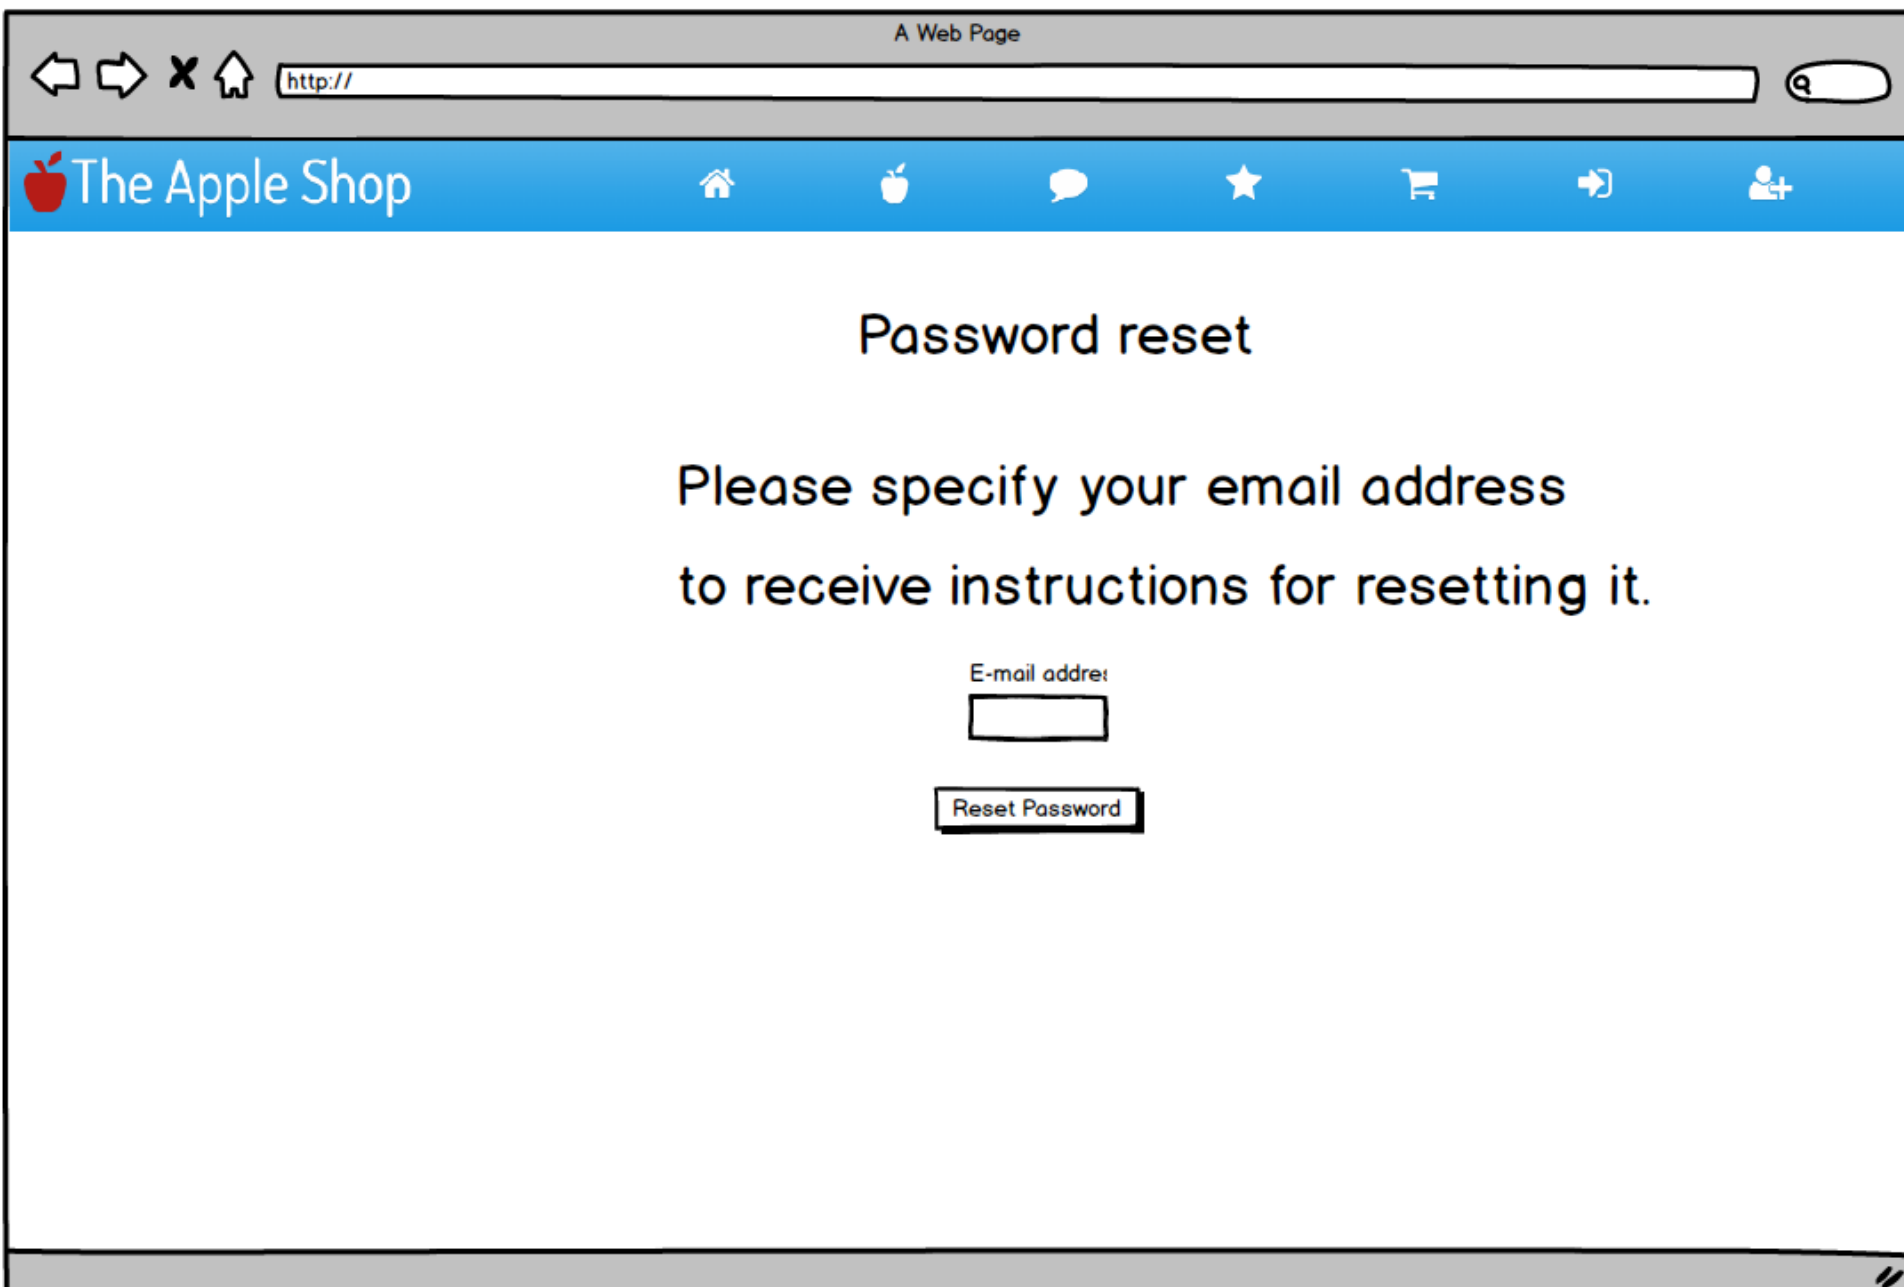 A Web Page
http://
The Apple Shop
Password reset
Please specify your email address
to receive instructions for resetting it.
E-mail addres
Reset Password